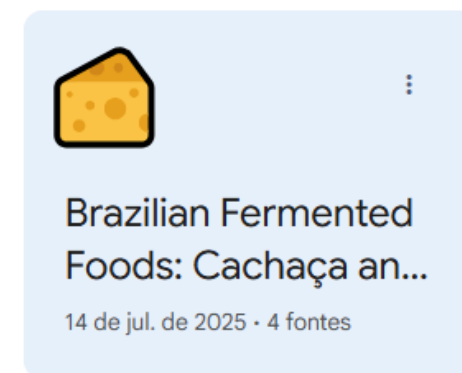 Brazilian Fermented
Foods: Cachaça an...
14 de jul. de 2025 • 4 fontes